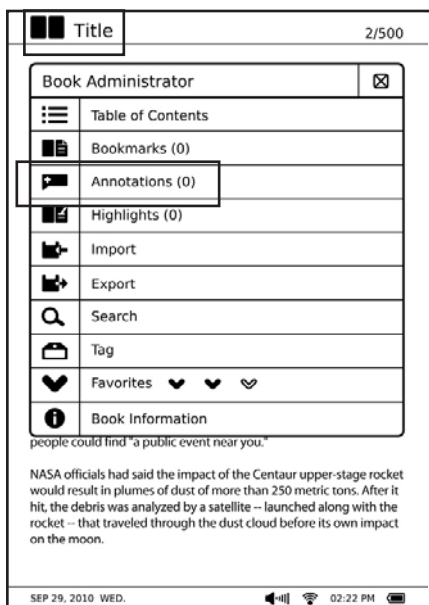 Title
2/500
Book Administrator
Table of Contents
Bookmarks (0)
Annotations (0)
Highlights (0)
Import
Export
Search
Tag
Favorites
Book Information
people could find "a public event near you."
NASA officials had said the impact of the Centaur upper-stage rocket
would result in plumes of dust of more than 250 metric tons. After it
hit, the debris was analyzed by a satellite -- launched along with the
rocket -- that traveled through the dust cloud before its own impact
on the moon.
SEP 29, 2010 WED.
02:22 PM